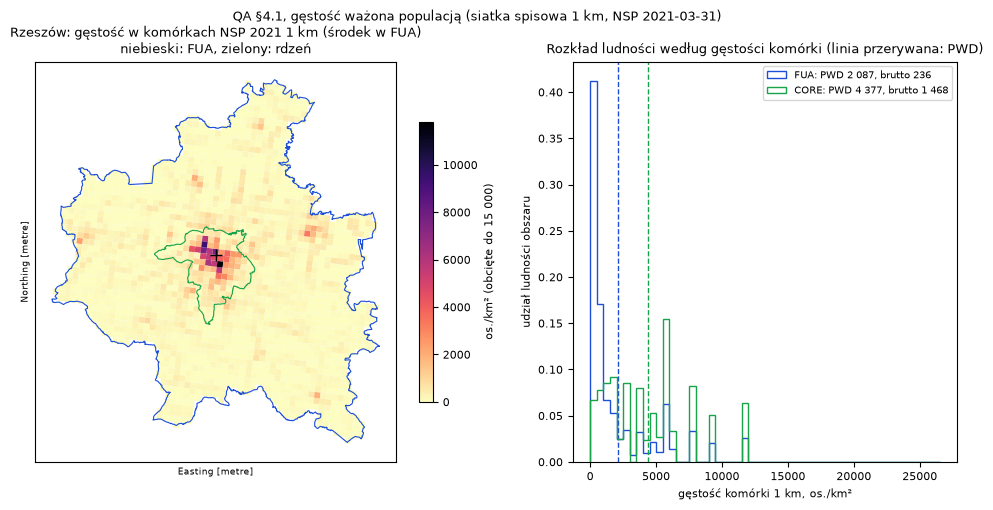 QA §4.1, gęstość ważona populacją (siatka spisowa 1 km, NSP 2021-03-31)
Rzeszów: gęstość w komórkach NSP 2021 1 km (środek w FUA)
niebieski: FUA, zielony: rdzeń
Northing [metre]
Easting [metre]
10000
8000
6000
4000
2000
0
os./km² (obcięte do 15 000)
Rozkład ludności według gęstości komórki (linia przerywana: PWD)
FUA: PWD 2 087, brutto 236
CORE: PWD 4 377, brutto 1 468
udział ludności obszaru
0.40
0.35
0.30
0.25
0.20
0.15
0.10
0.05
0.00
0 5000 10000 15000 20000 25000
gęstość komórki 1 km, os./km²